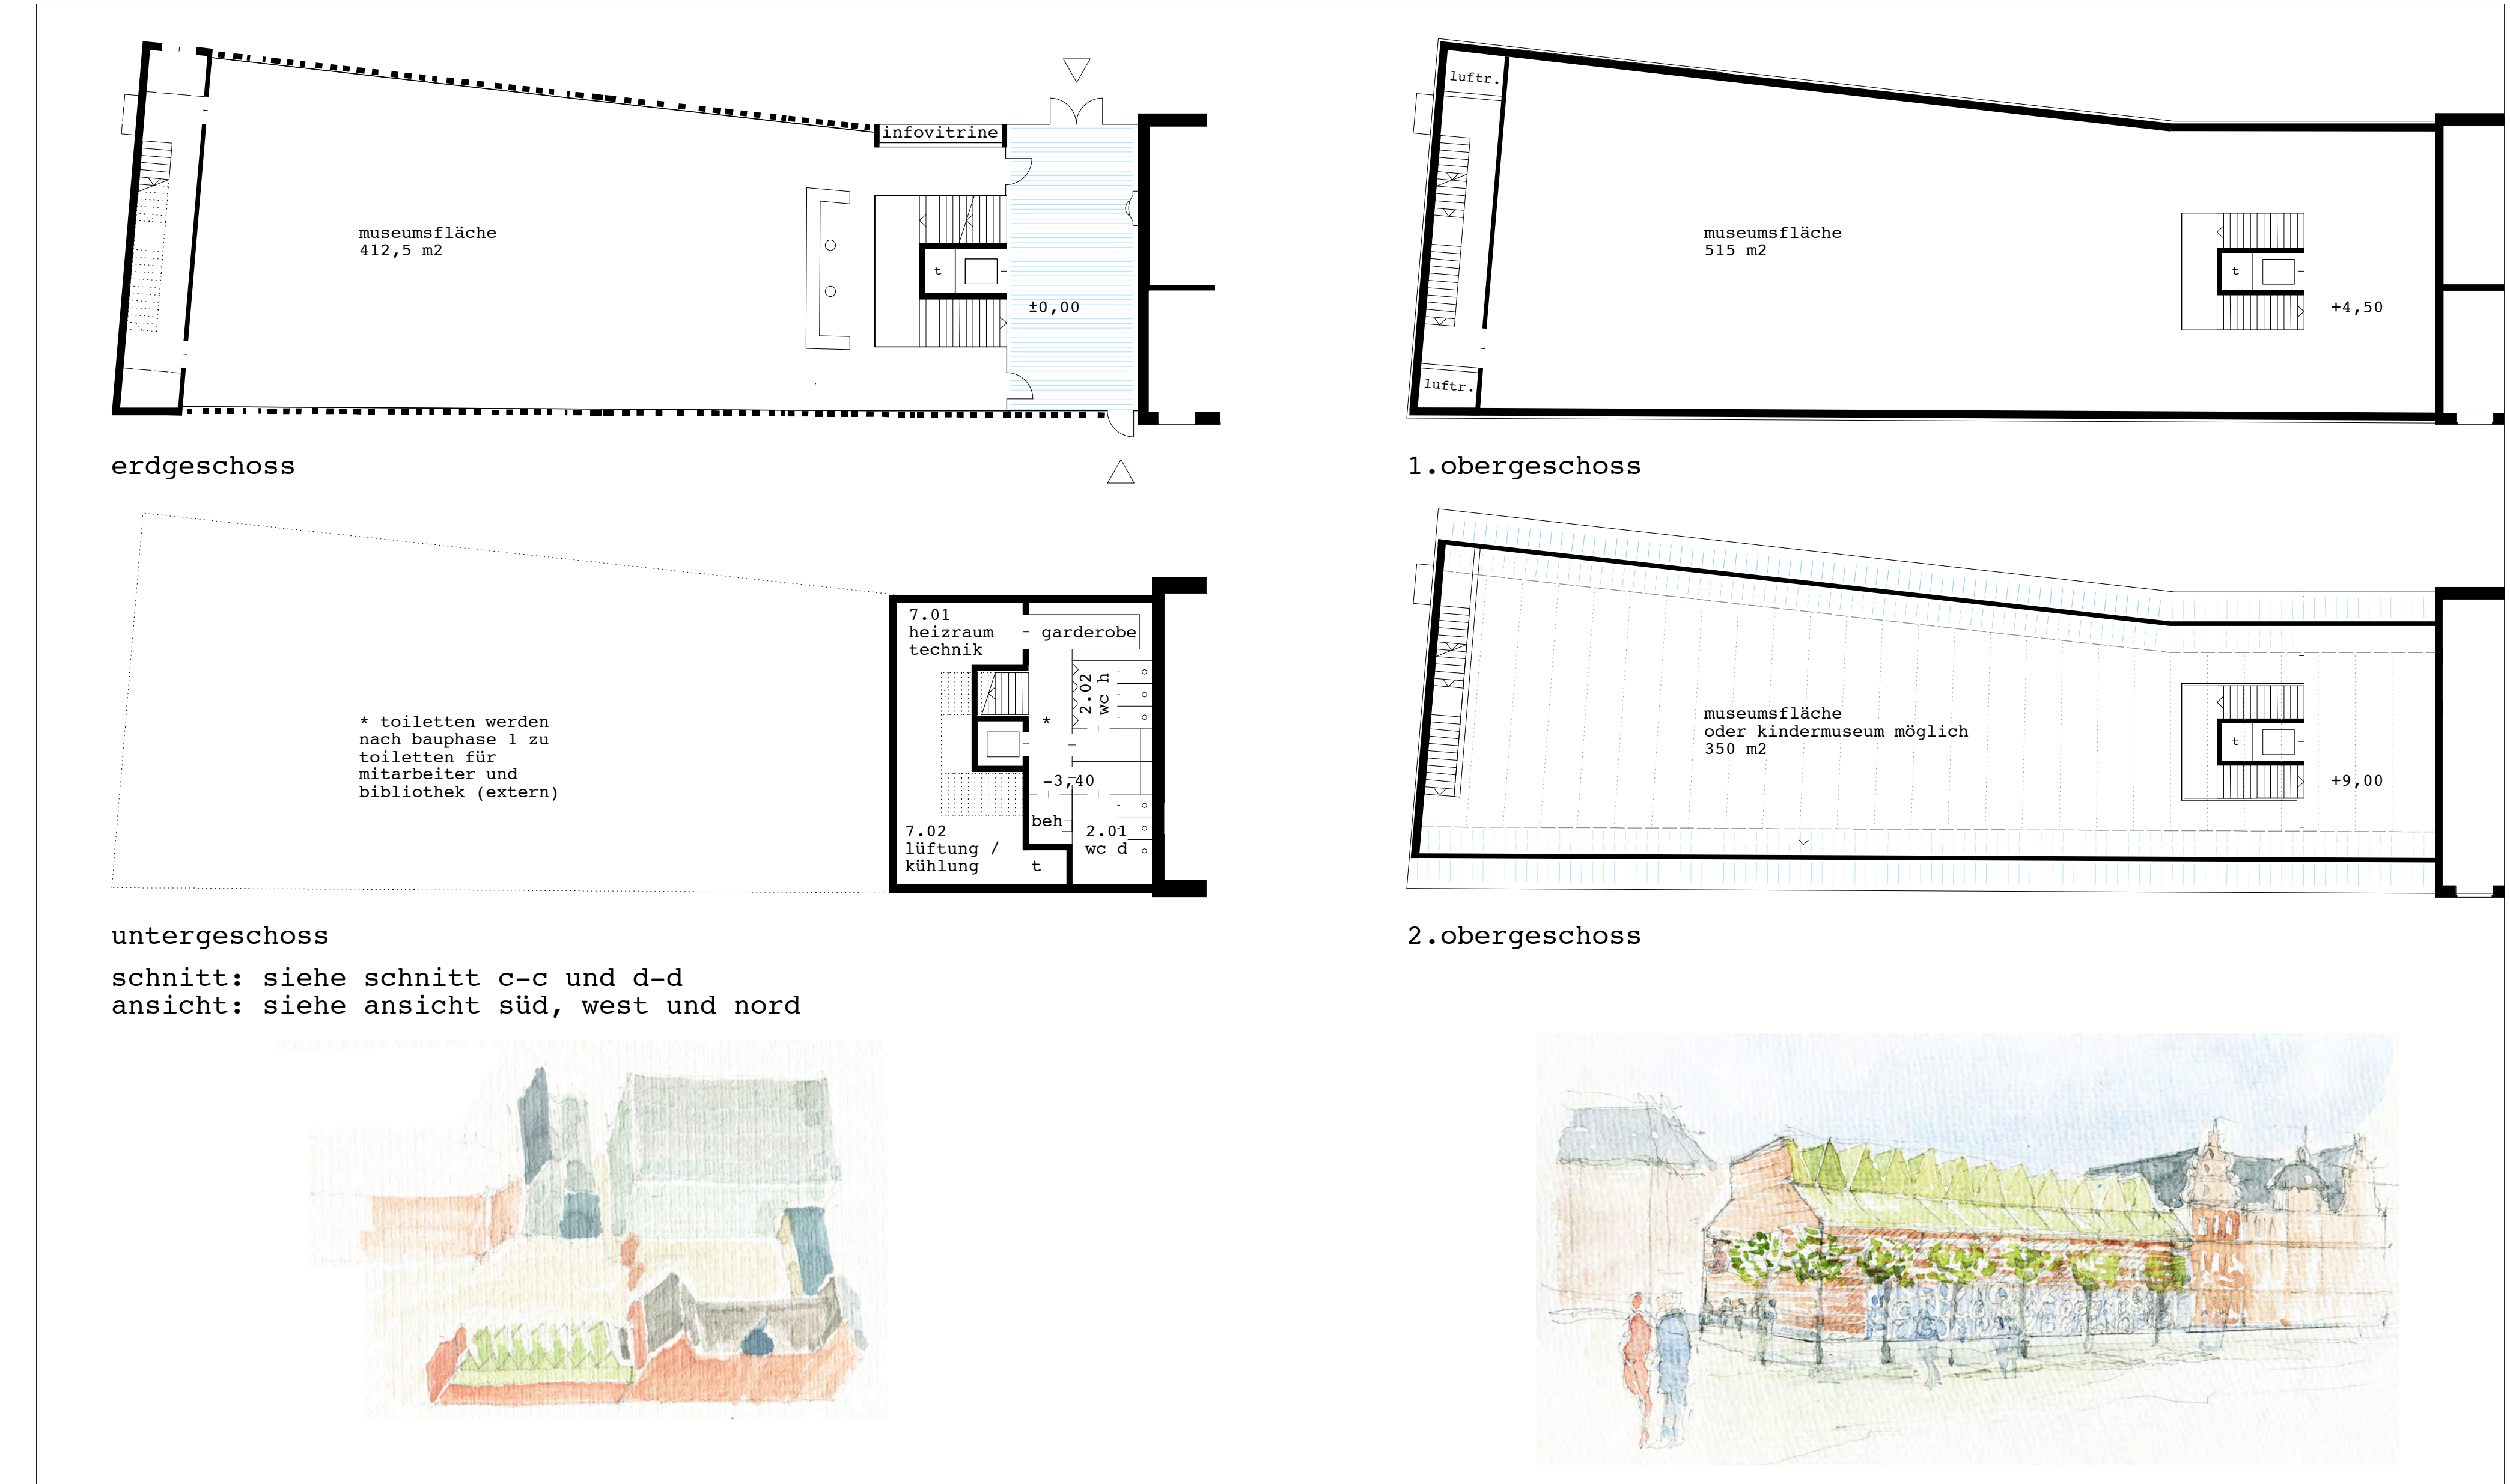 infovitrine
museumsfläche
412,5 m2
t
±0,00
erdgeschoss
luftr.
museumsfläche
515 m2
t
+4,50
luftr.
1.obergeschoss
7.01
heizraum
technik
garderobe
2.02
wc h
*
* toiletten werden
nach bauphase 1 zu
toiletten für
mitarbeiter und
bibliothek (extern)
-3,40
beh
7.02
lüftung /
kühlung
t
2.01
wc d
untergeschoss
museumsfläche
oder kindermuseum möglich
350 m2
t
+9,00
2.obergeschoss
schnitt: siehe schnitt c-c und d-d
ansicht: siehe ansicht süd, west und nord